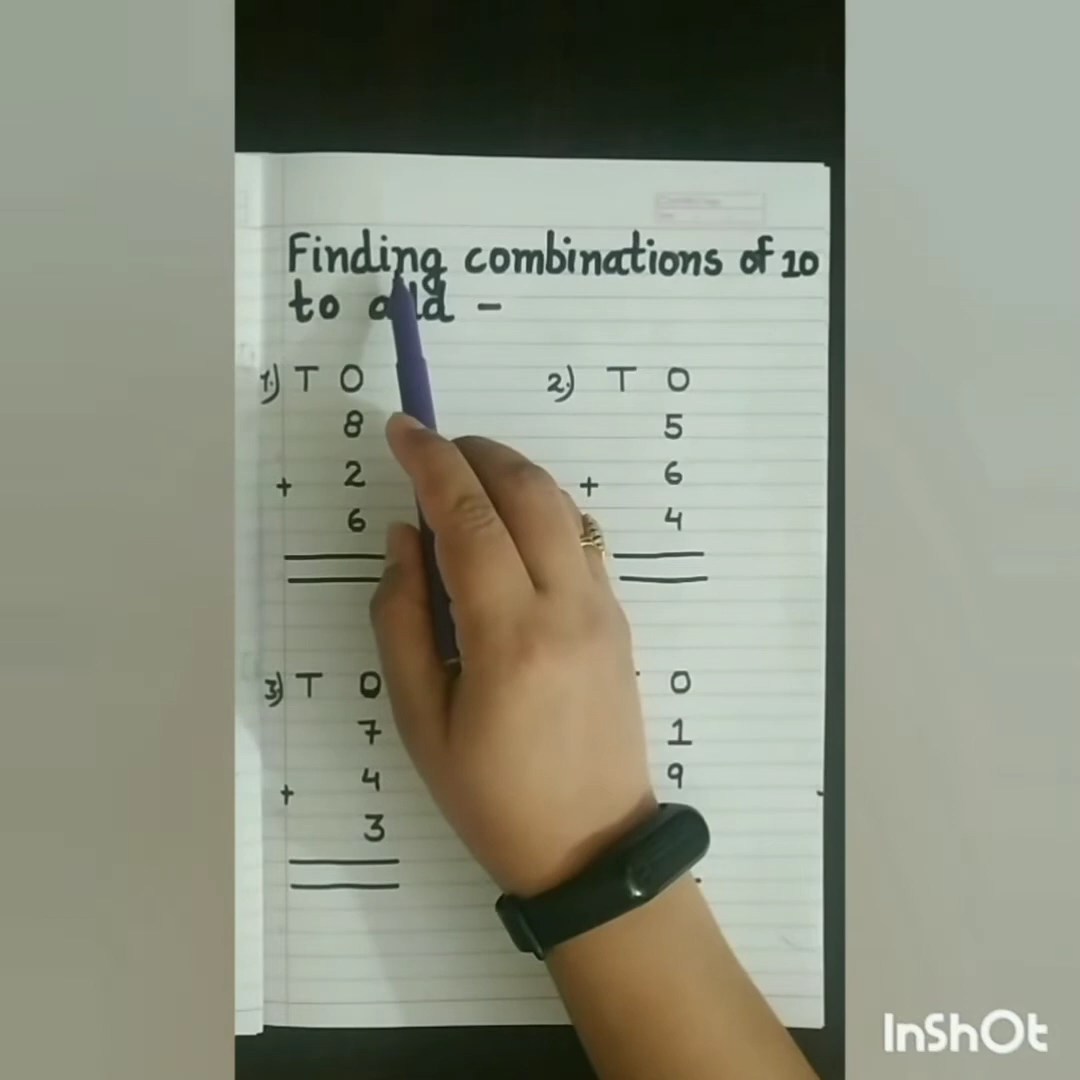 Finding combinations of 10
to add -
1.) T O
8
+ 2
6
2.) T O
5
+ 6
4
3) T O
7
+ 4
3
O
1
9
InShOt